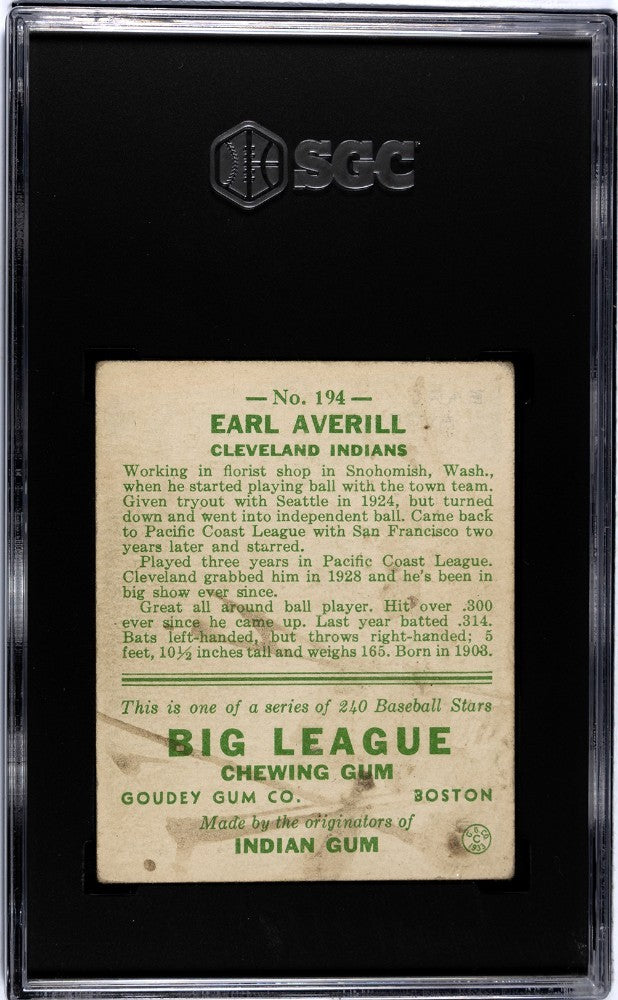 SGC
— No. 194 —
EARL AVERILL
CLEVELAND INDIANS
Working in florist shop in Snohomish, Wash.,
when he started playing ball with the town team.
Given tryout with Seattle in 1924, but turned
down and went into independent ball. Came back
to Pacific Coast League with San Francisco two
years later and starred.
Played three years in Pacific Coast League.
Cleveland grabbed him in 1928 and he's been in
big show ever since.
Great all around ball player. Hit over .300
ever since he came up. Last year batted .314.
Bats left-handed, but throws right-handed; 5
feet, 10½ inches tall and weighs 165. Born in 1903.
This is one of a series of 240 Baseball Stars
BIG LEAGUE
CHEWING GUM
GOUDEY GUM CO. BOSTON
Made by the originators of
INDIAN GUM
G. G. CO.
C
1933